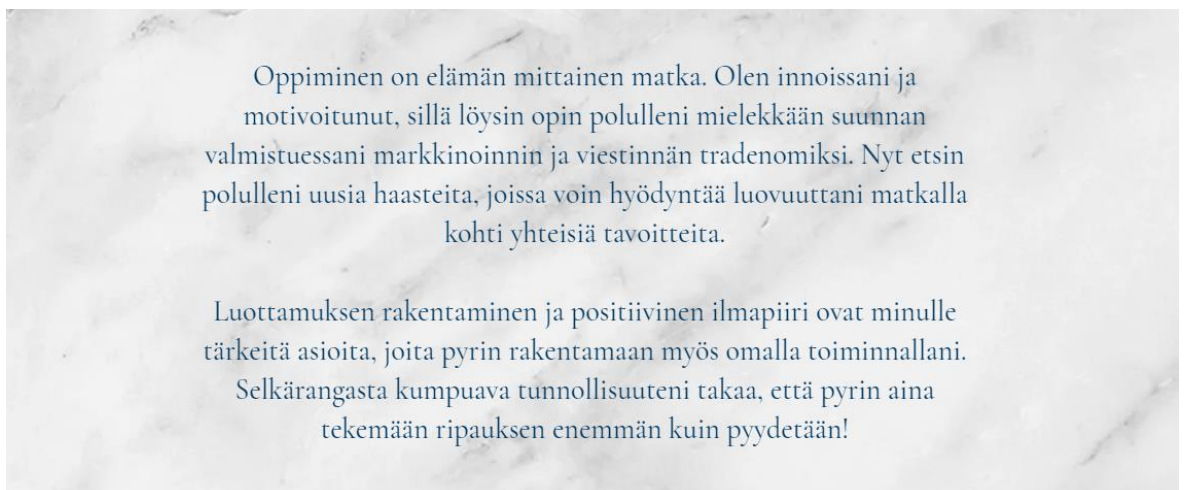 Oppiminen on elämän mittainen matka. Olen innoissani ja
motivoitunut, sillä löysin opin polulleni mielekkään suunnan
valmistuessani markkinoinnin ja viestinnän tradenomiksi. Nyt etsin
polulleni uusia haasteita, joissa voin hyödyntää luovuuttani matkalla
kohti yhteisiä tavoitteita.
Luottamuksen rakentaminen ja positiivinen ilmapiiri ovat minulle
tärkeitä asioita, joita pyrin rakentamaan myös omalla toiminnallani.
Selkärangasta kumpuava tunnollisuuteni takaa, että pyrin aina
tekemään ripauksen enemmän kuin pyydetään!